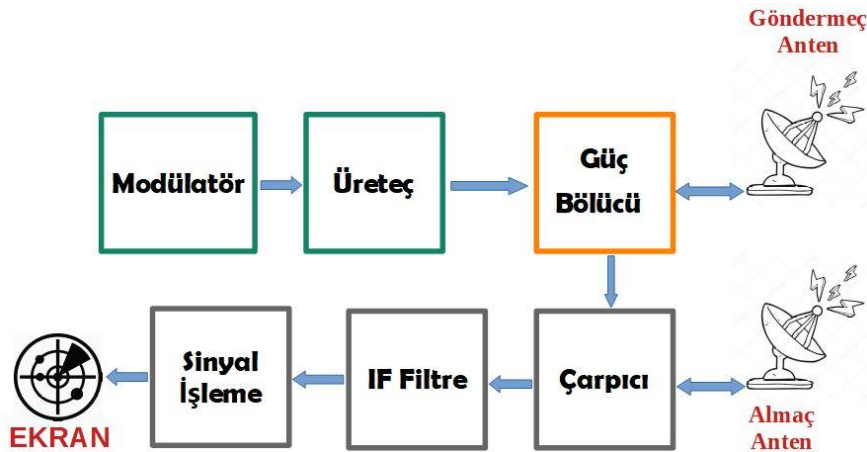 Göndermeç
Anten
Modülatör
Üreteç
Güç
Bölücü
Sinyal
İşleme
IF Filtre
Çarpıcı
EKRAN
Almaç
Anten